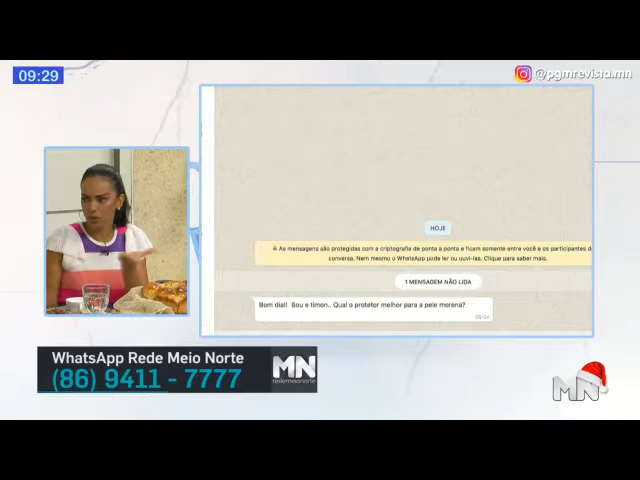 09:29
@pgmrevista.mn
HOJE
As mensagens são protegidas com a criptografia de ponta a ponta e ficam somente entre você e os participantes d
conversa. Nem mesmo o WhatsApp pode ler ou ouvi-las. Clique para saber mais.
1 MENSAGEM NÃO LIDA
Bom dia!! Sou e timon.. Qual o protetor melhor para a pele morena?
WhatsApp Rede Meio Norte
(86) 9411 - 7777
MN
redemeionorte
MN